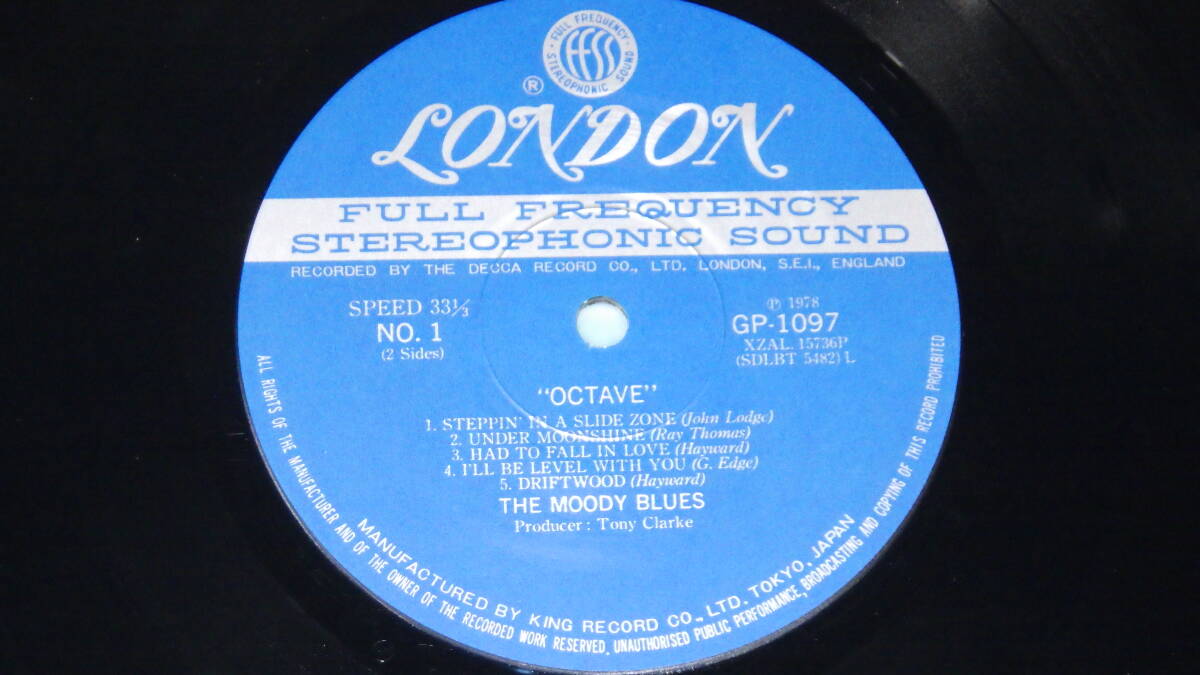 FULL FREQUENCY
STEREOPHONIC SOUND
FFSS
®
LONDON
FULL FREQUENCY
STEREOPHONIC SOUND
RECORDED BY THE DECCA RECORD CO., LTD. LONDON, S.E.I., ENGLAND
SPEED 33⅓
NO. 1
(2 Sides)
℗ 1978
GP-1097
XZAL. 15736P
(SDLBT 5482) L
"OCTAVE"
1. STEPPIN' IN A SLIDE ZONE (John Lodge)
2. UNDER MOONSHINE (Ray Thomas)
3. HAD TO FALL IN LOVE (Hayward)
4. I'LL BE LEVEL WITH YOU (G. Edge)
5. DRIFTWOOD (Hayward)
THE MOODY BLUES
Producer: Tony Clarke
MANUFACTURED BY KING RECORD CO., LTD. TOKYO, JAPAN
ALL RIGHTS OF THE MANUFACTURER AND OF THE OWNER OF THE RECORDED WORK RESERVED, UNAUTHORISED PUBLIC PERFORMANCE, BROADCASTING AND COPYING OF THIS RECORD PROHIBITED